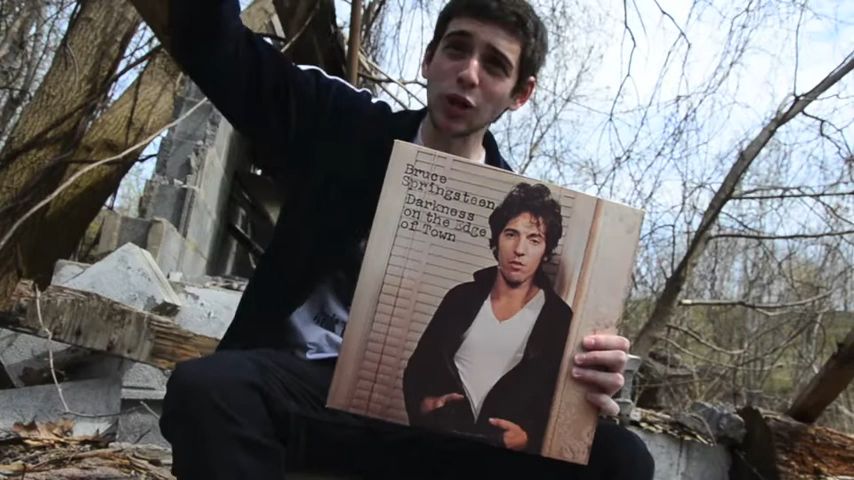 Bruce
Springsteen
Darkness
on the Edge
of Town